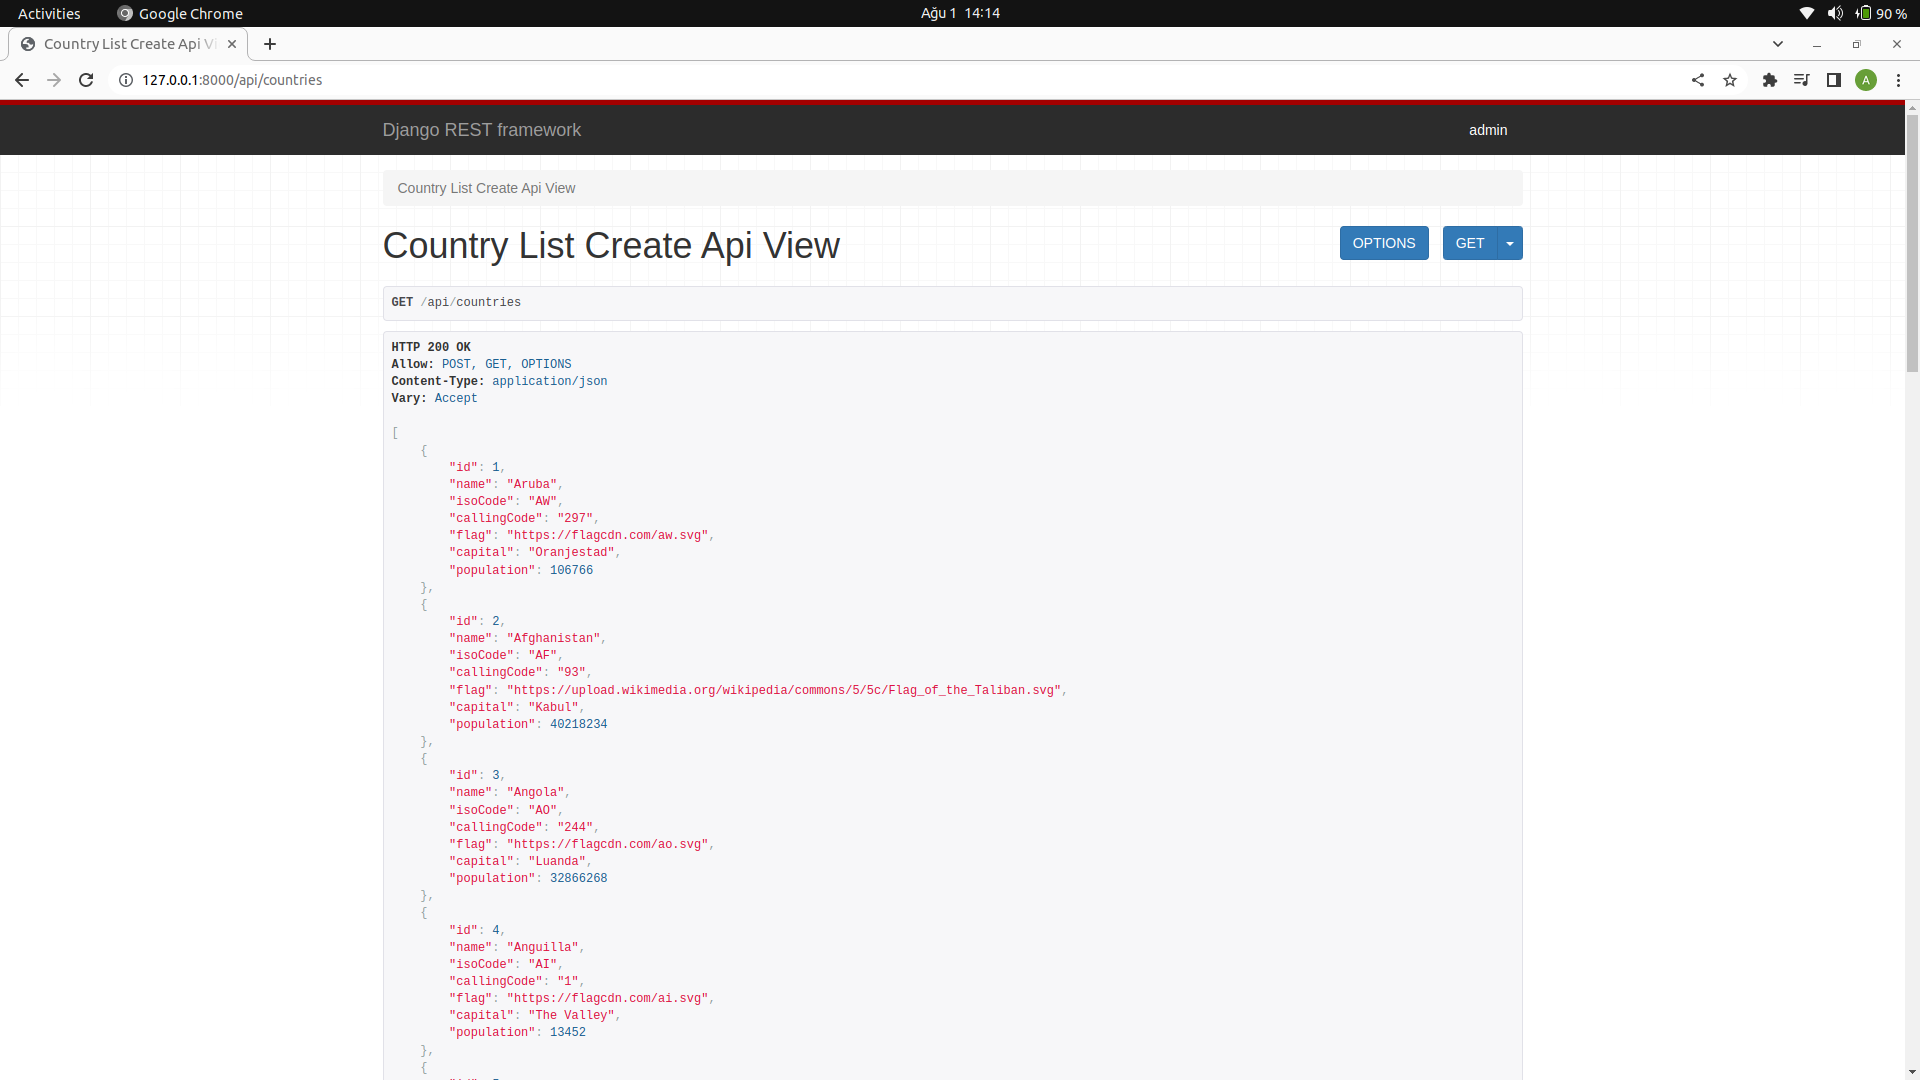 Activities
Google Chrome
Ağu 1 14:14
90 %
Country List Create Api Vi
127.0.0.1:8000/api/countries
A
Django REST framework
admin
Country List Create Api View
Country List Create Api View
OPTIONS
GET
GET /api/countries
HTTP 200 OK
Allow: POST, GET, OPTIONS
Content-Type: application/json
Vary: Accept
[
{
"id": 1,
"name": "Aruba",
"isoCode": "AW",
"callingCode": "297",
"flag": "https://flagcdn.com/aw.svg",
"capital": "Oranjestad",
"population": 106766
},
{
"id": 2,
"name": "Afghanistan",
"isoCode": "AF",
"callingCode": "93",
"flag": "https://upload.wikimedia.org/wikipedia/commons/5/5c/Flag_of_the_Taliban.svg",
"capital": "Kabul",
"population": 40218234
},
{
"id": 3,
"name": "Angola",
"isoCode": "AO",
"callingCode": "244",
"flag": "https://flagcdn.com/ao.svg",
"capital": "Luanda",
"population": 32866268
},
{
"id": 4,
"name": "Anguilla",
"isoCode": "AI",
"callingCode": "1",
"flag": "https://flagcdn.com/ai.svg",
"capital": "The Valley",
"population": 13452
},
{